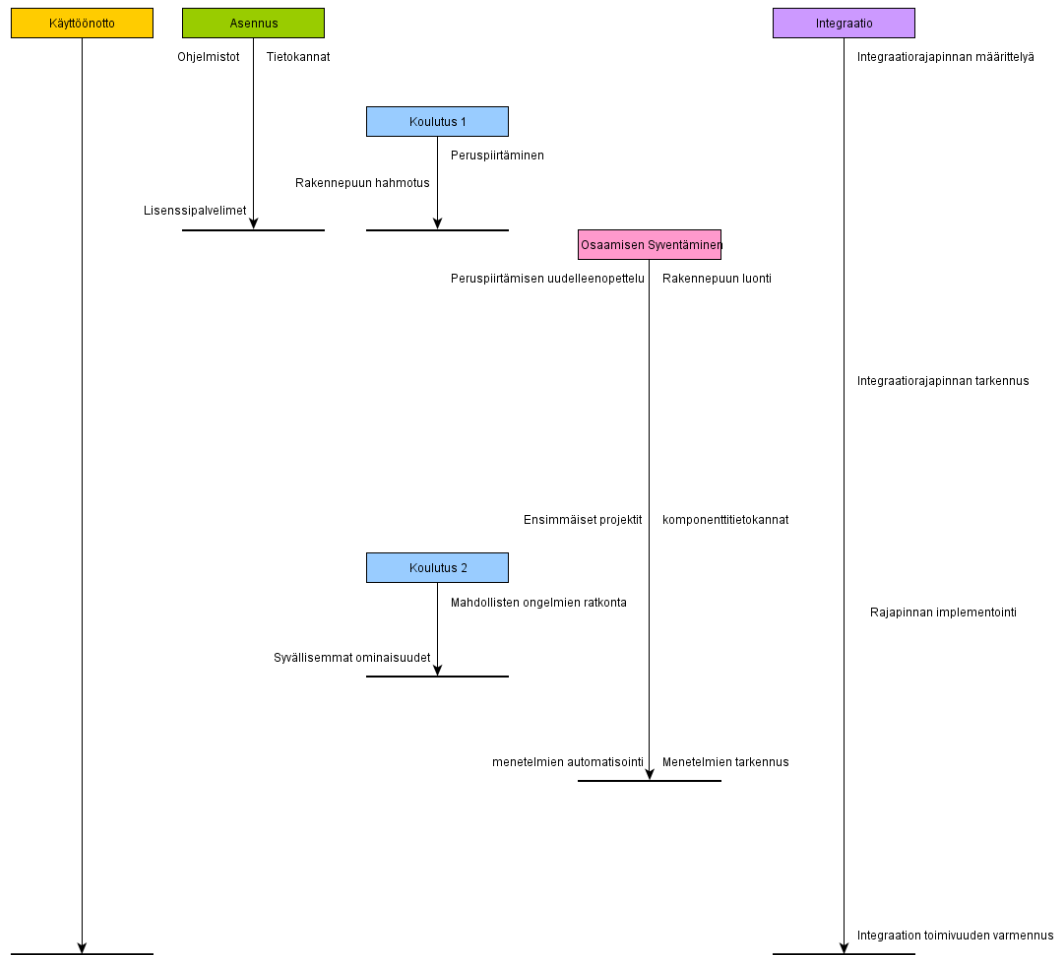 Käyttöönotto
Asennus
Integraatio
Ohjelmistot
Tietokannat
Integraatiorajapinnan määrittelyä
Koulutus 1
Peruspiirtäminen
Rakennepuun hahmotus
Lisenssipalvelimet
Osaamisen Syventäminen
Peruspiirtämisen uudelleenopettelu
Rakennepuun luonti
Integraatiorajapinnan tarkennus
Ensimmäiset projektit
komponenttitietokannat
Koulutus 2
Mahdollisten ongelmien ratkonta
Rajapinnan implementointi
Syvällisemmat ominaisuudet
menetelmien automatisointi
Menetelmien tarkennus
Integraation toimivuuden varmennus